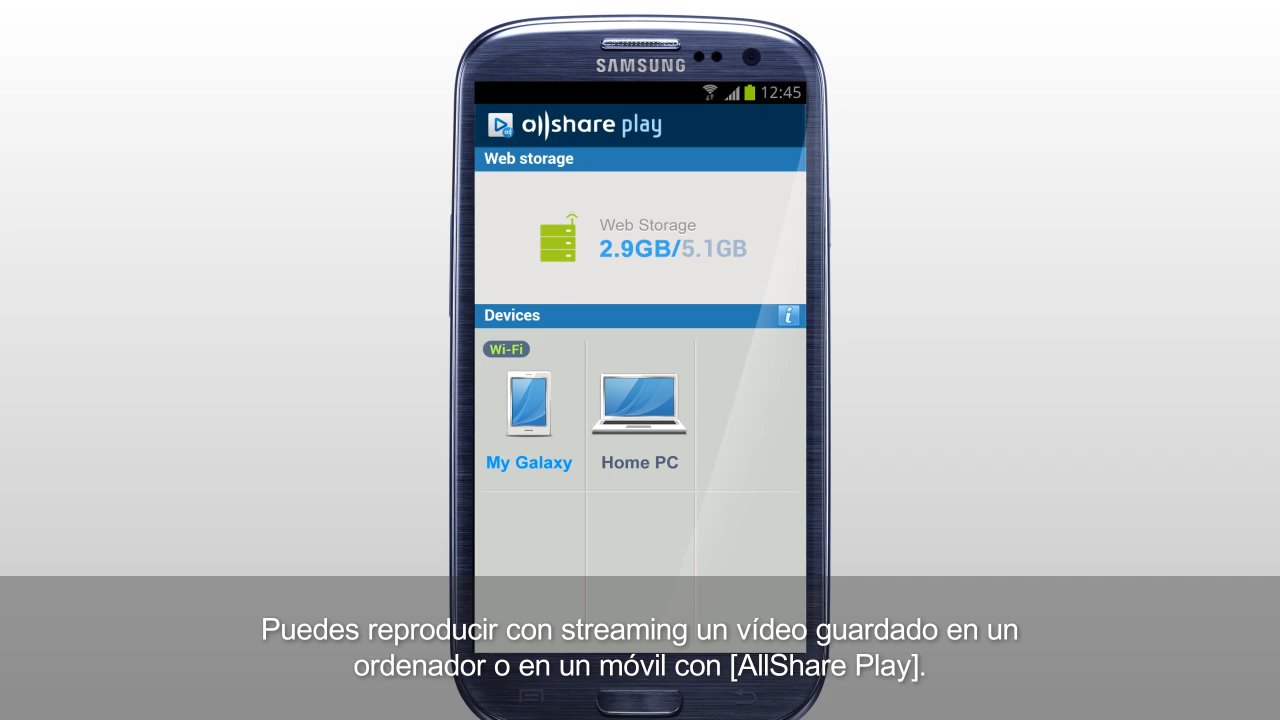 SAMSUNG
12:45
allshare play
Web storage
Web Storage
2.9GB/5.1GB
Devices
i
Wi-Fi
My Galaxy
Home PC
Puedes reproducir con streaming un vídeo guardado en un
ordenador o en un móvil con [AllShare Play].